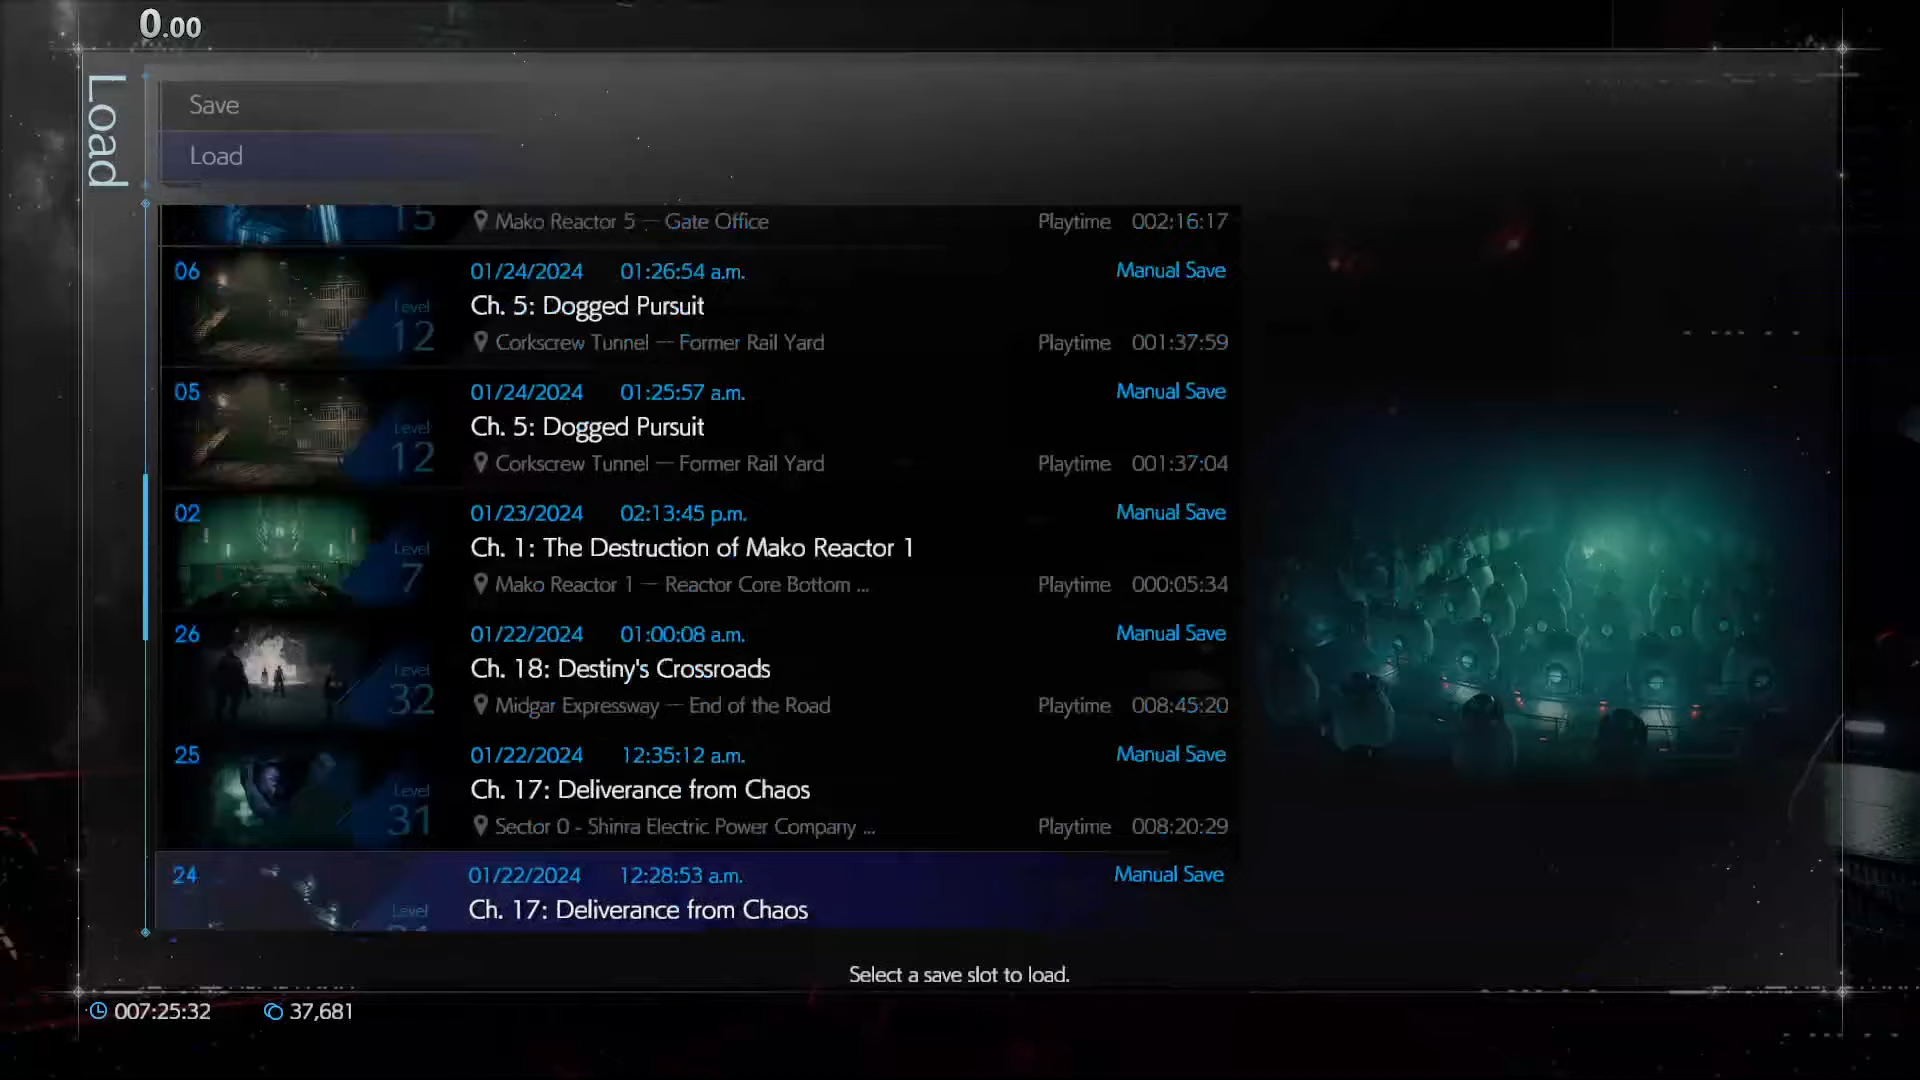 0.00
Load
Save
Load
15
Mako Reactor 5 — Gate Office
Playtime 002:16:17
06
01/24/2024 01:26:54 a.m.
Manual Save
Level
12
Ch. 5: Dogged Pursuit
Corkscrew Tunnel — Former Rail Yard
Playtime 001:37:59
05
01/24/2024 01:25:57 a.m.
Manual Save
Level
12
Ch. 5: Dogged Pursuit
Corkscrew Tunnel — Former Rail Yard
Playtime 001:37:04
02
01/23/2024 02:13:45 p.m.
Manual Save
Level
7
Ch. 1: The Destruction of Mako Reactor 1
Mako Reactor 1 — Reactor Core Bottom ...
Playtime 000:05:34
26
01/22/2024 01:00:08 a.m.
Manual Save
Level
32
Ch. 18: Destiny's Crossroads
Midgar Expressway — End of the Road
Playtime 008:45:20
25
01/22/2024 12:35:12 a.m.
Manual Save
Level
31
Ch. 17: Deliverance from Chaos
Sector 0 - Shinra Electric Power Company ...
Playtime 008:20:29
24
01/22/2024 12:28:53 a.m.
Manual Save
Level
Ch. 17: Deliverance from Chaos
Select a save slot to load.
007:25:32
37,681